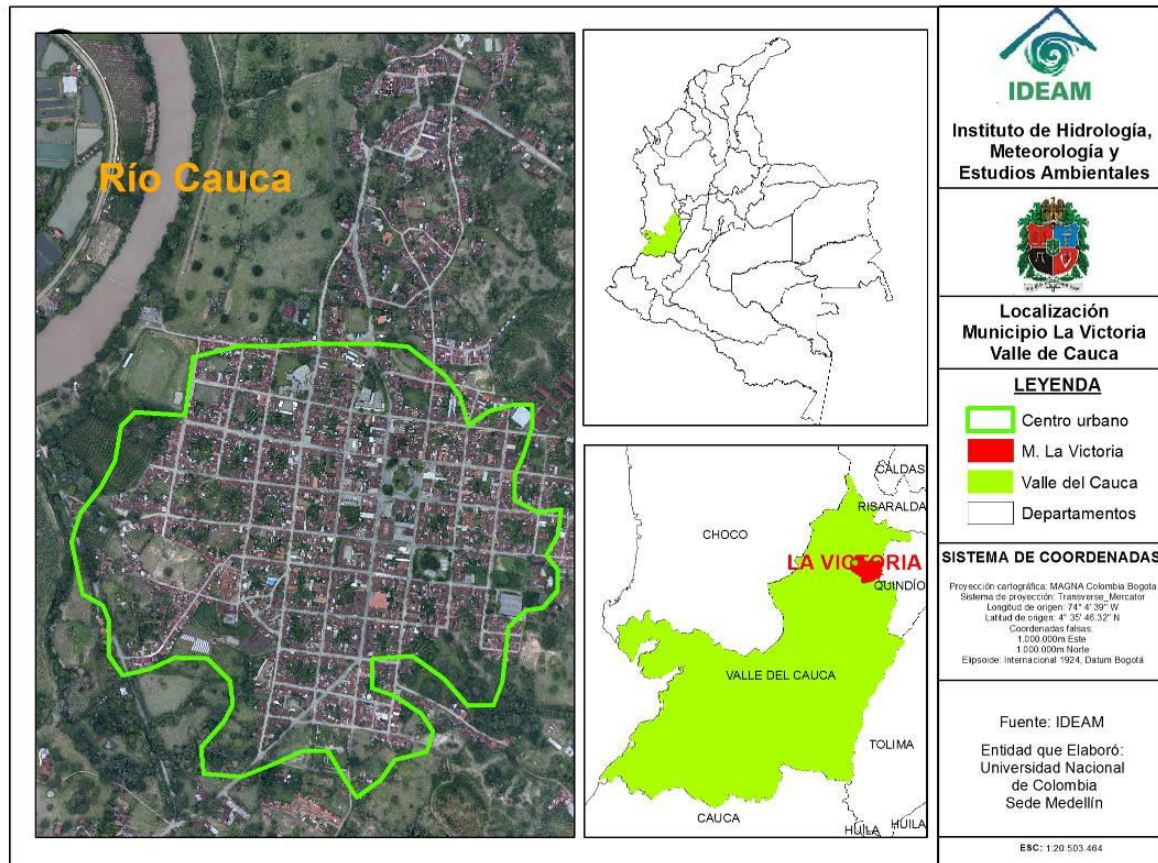 Río Cauca
CALDAS
RISARALDA
CHOCO
LA VICTORIA
QUINDÍO
VALLE DEL CAUCA
TOLIMA
CAUCA
HUILA
HUILA
IDEAM
Instituto de Hidrología,
Meteorología y
Estudios Ambientales
Localización
Municipio La Victoria
Valle de Cauca
LEYENDA
Centro urbano
M. La Victoria
Valle del Cauca
Departamentos
SISTEMA DE COORDENADAS
Proyección cartográfica: MAGNA Colombia Bogota
Sistema de proyección: Transverse_Mercator
Longitud de origen: 74° 4' 39" W
Latitud de origen: 4° 35' 46.32" N
Coordenadas falsas:
1.000.000m Este
1.000.000m Norte
Elipsoide: Internacional 1924, Datum Bogotá
Fuente: IDEAM
Entidad que Elaboró:
Universidad Nacional
de Colombia
Sede Medellín
ESC: 1:20.503.464